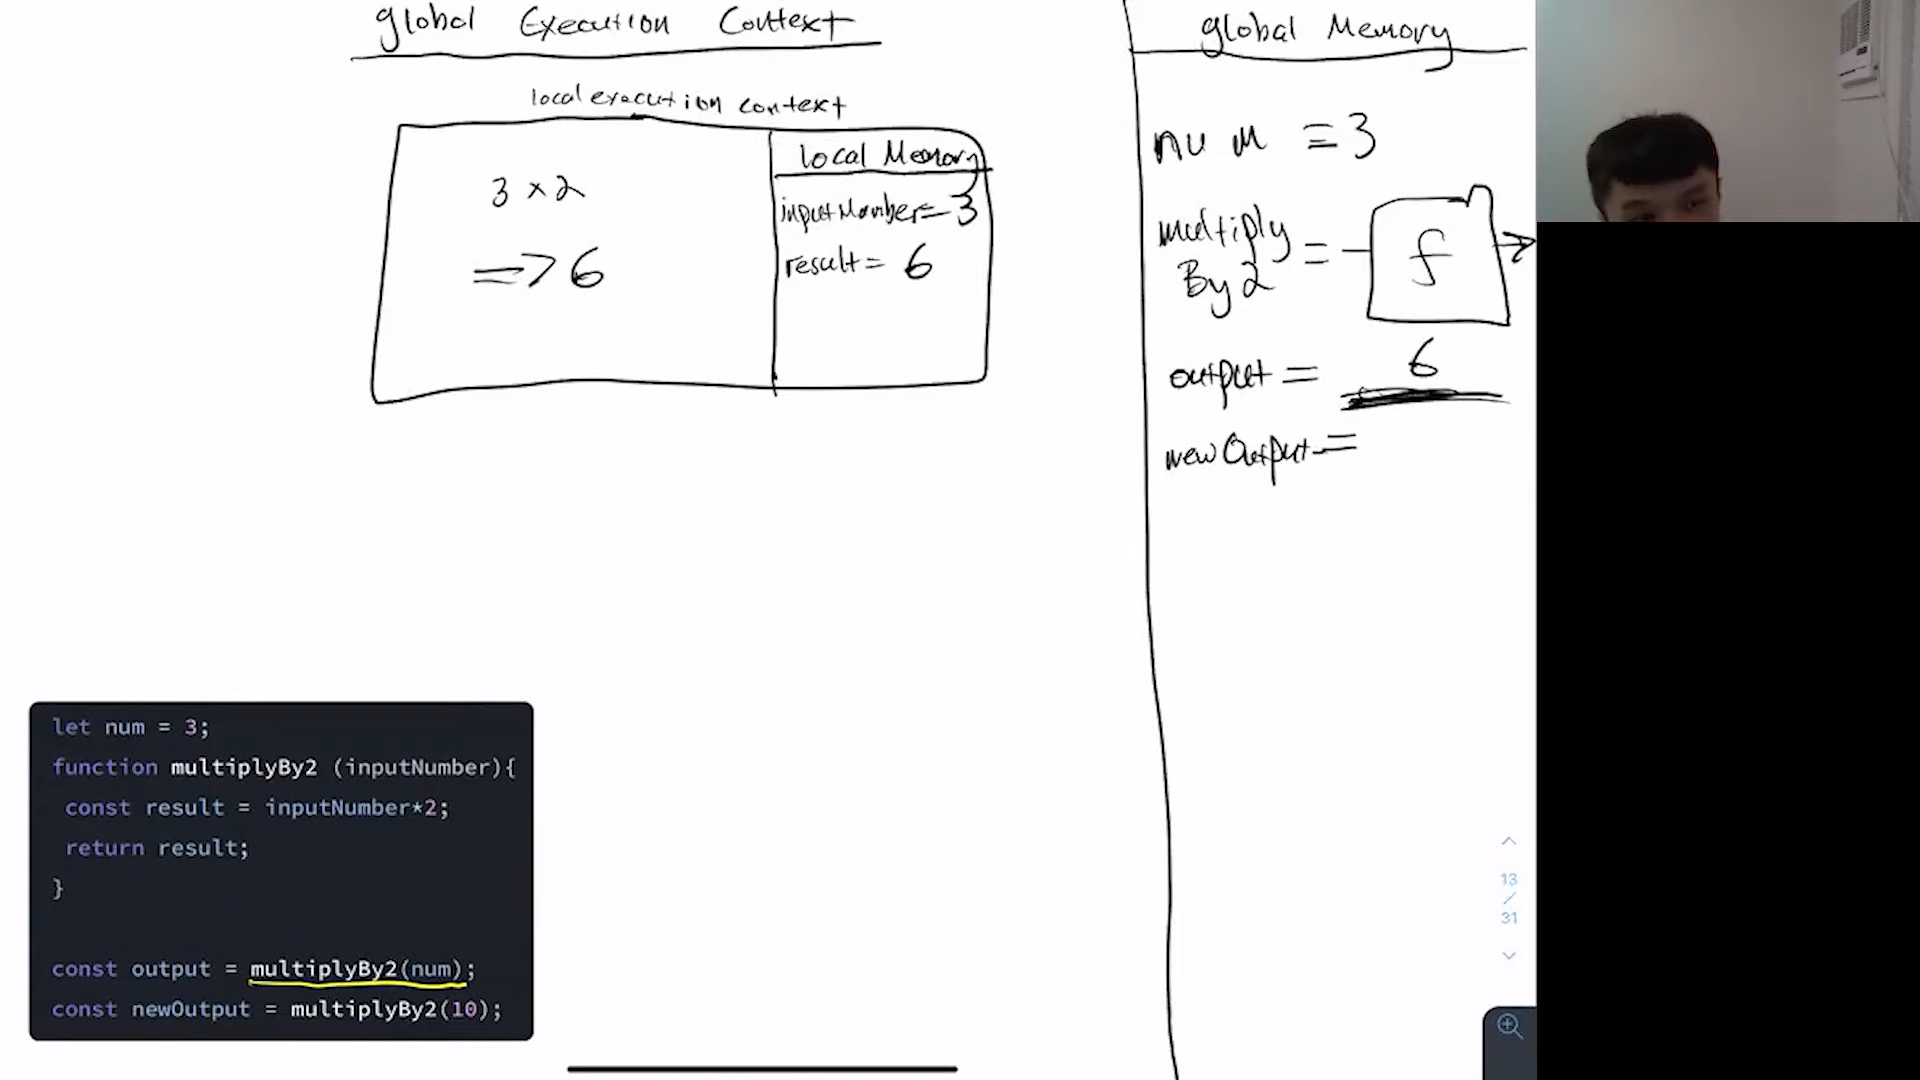 global Execution Context
local execution context
3 × 2
=> 6
local Memory
inputNumber = 3
result = 6
global Memory
num = 3
multiply
By 2 = f
output = 6
newOutput =
let num = 3;
function multiplyBy2 (inputNumber){
const result = inputNumber*2;
return result;
}
const output = multiplyBy2(num);
const newOutput = multiplyBy2(10);
13
/
31